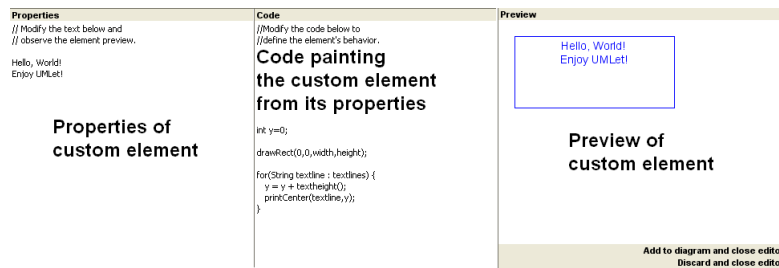 Properties
// Modify the text below and
// observe the element preview.
Hello, World!
Enjoy UMLet!
Properties of
custom element
Code
//Modify the code below to
//define the element's behavior.
Code painting
the custom element
from its properties
int y=0;
drawRect(0,0,width,height);
for(String textline : textlines) {
y = y + textheight();
printCenter(textline,y);
}
Preview
Hello, World!
Enjoy UMLet!
Preview of
custom element
Add to diagram and close edito
Discard and close edito